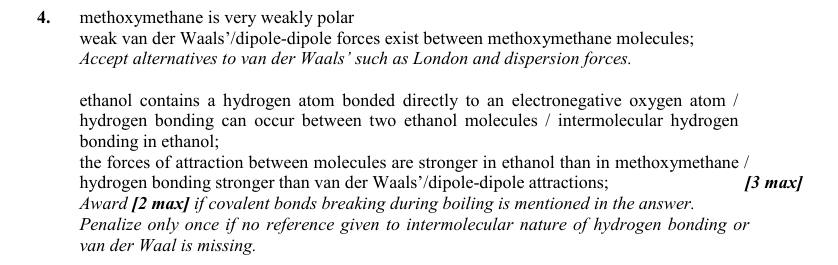 4. methoxymethane is very weakly polar
weak van der Waals’/dipole-dipole forces exist between methoxymethane molecules;
Accept alternatives to van der Waals’ such as London and dispersion forces.
ethanol contains a hydrogen atom bonded directly to an electronegative oxygen atom /
hydrogen bonding can occur between two ethanol molecules / intermolecular hydrogen
bonding in ethanol;
the forces of attraction between molecules are stronger in ethanol than in methoxymethane /
hydrogen bonding stronger than van der Waals’/dipole-dipole attractions; [3 max]
Award [2 max] if covalent bonds breaking during boiling is mentioned in the answer.
Penalize only once if no reference given to intermolecular nature of hydrogen bonding or
van der Waal is missing.